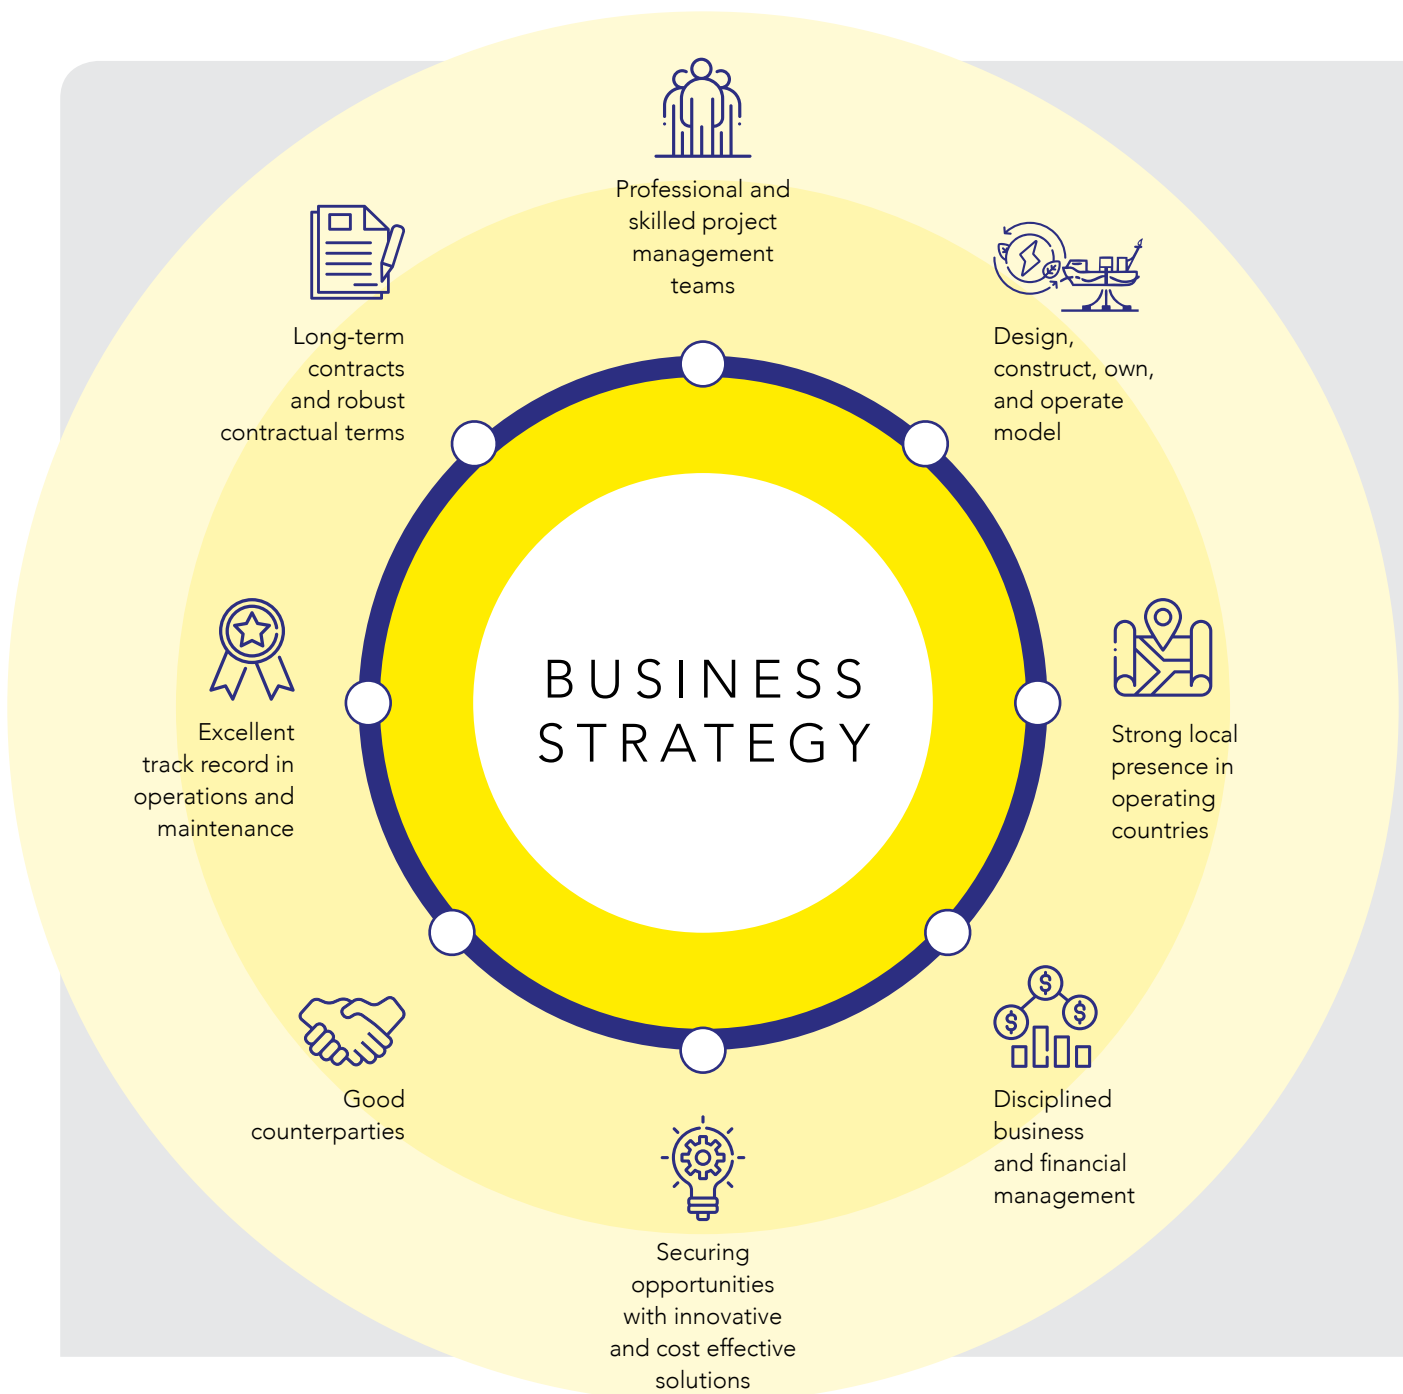 Professional and
skilled project
management
teams
Design,
construct, own,
and operate
model
Strong local
presence in
operating
countries
Disciplined
business
and financial
management
Securing
opportunities
with innovative
and cost effective
solutions
Good
counterparties
Excellent
track record in
operations and
maintenance
Long-term
contracts
and robust
contractual terms
BUSINESS
STRATEGY
$
$
$